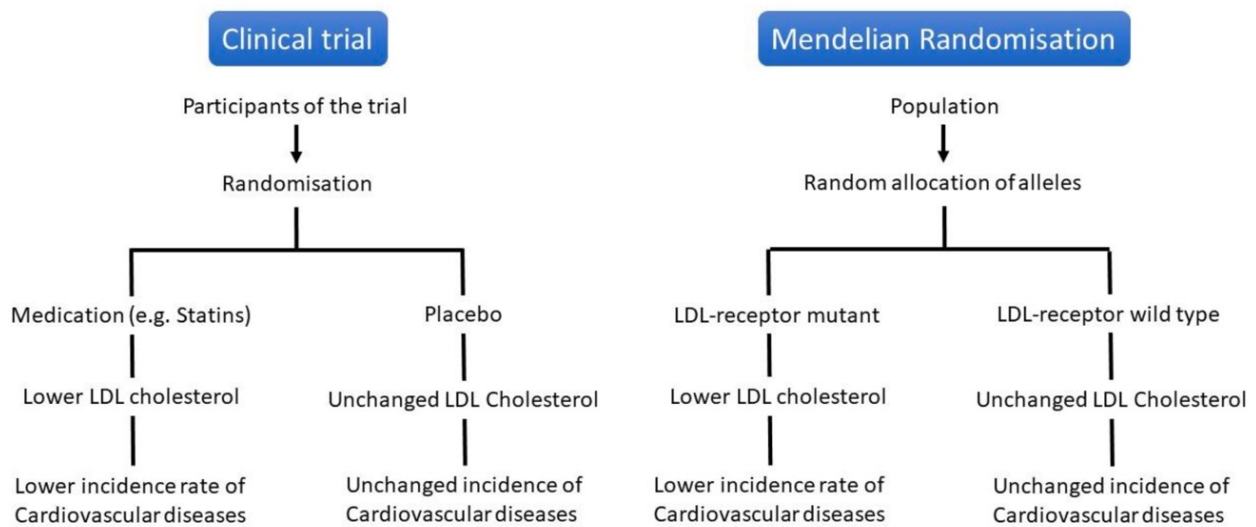 Clinical trial
Participants of the trial
Randomisation
Medication (e.g. Statins)
Placebo
Lower LDL cholesterol
Unchanged LDL Cholesterol
Lower incidence rate of
Cardiovascular diseases
Unchanged incidence of
Cardiovascular diseases
Mendelian Randomisation
Population
Random allocation of alleles
LDL-receptor mutant
LDL-receptor wild type
Lower LDL cholesterol
Unchanged LDL Cholesterol
Lower incidence rate of
Cardiovascular diseases
Unchanged incidence of
Cardiovascular diseases